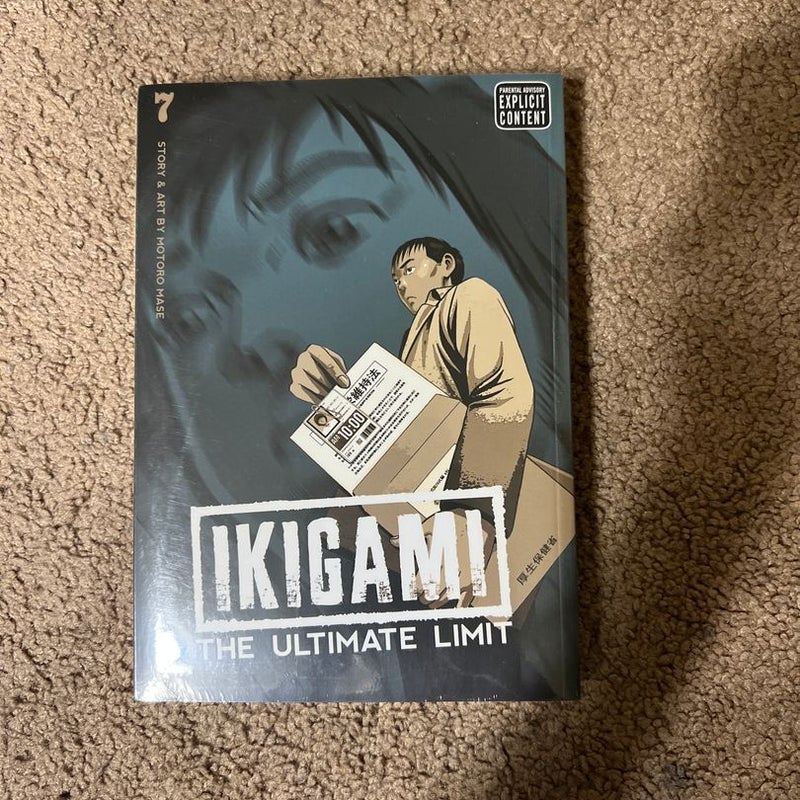 7
STORY & ART BY MOTORO MASE
PARENTAL ADVISORY
EXPLICIT
CONTENT
維持法
10:00
厚生保健省
IKIGAMI
THE ULTIMATE LIMIT